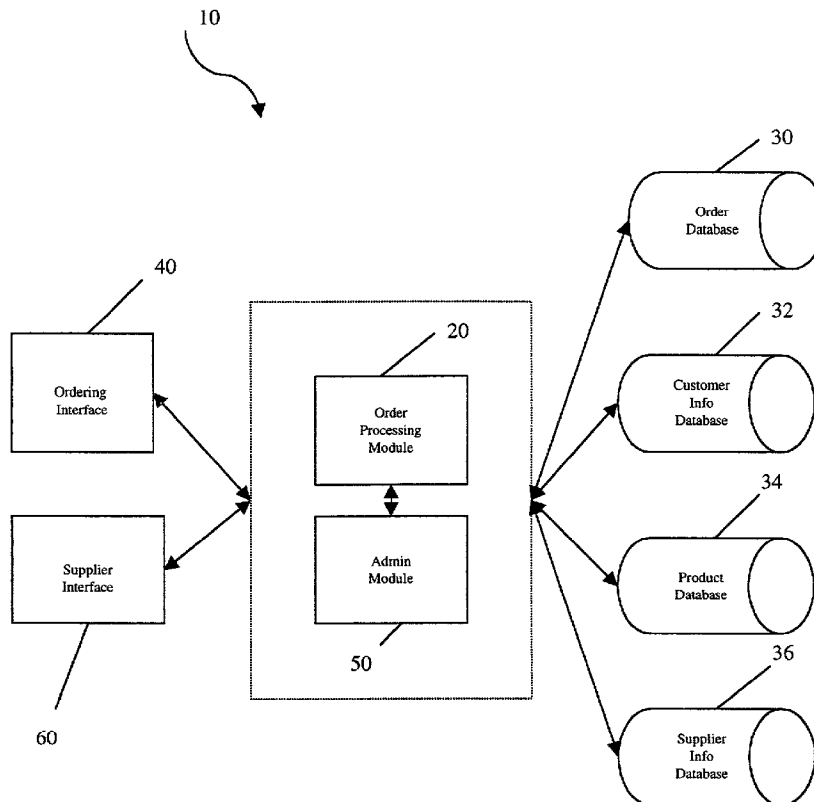 10
30
Order
Database
40
Ordering
Interface
20
Order
Processing
Module
32
Customer
Info
Database
Supplier
Interface
60
Admin
Module
50
34
Product
Database
36
Supplier
Info
Database